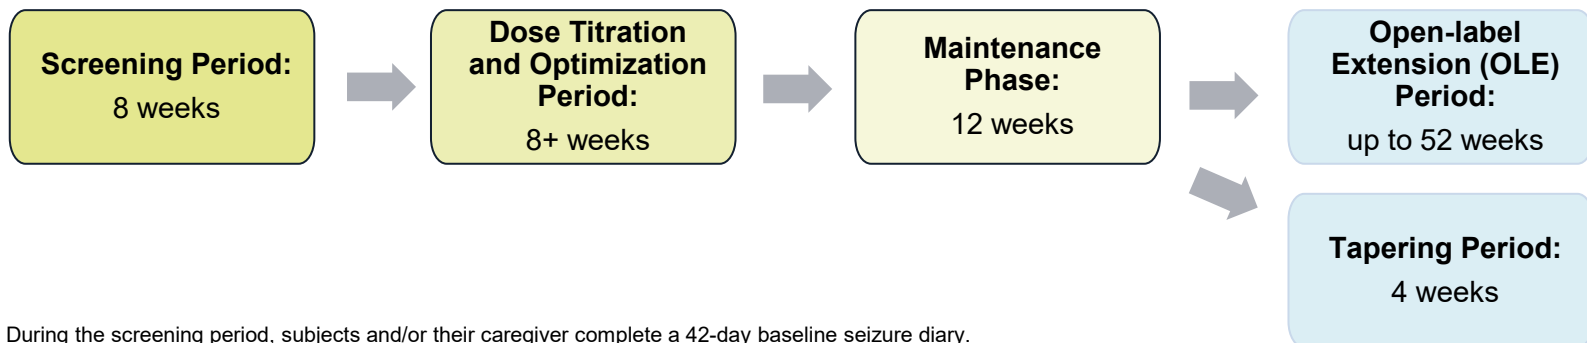 Screening Period:
8 weeks
Dose Titration
and Optimization
Period:
8+ weeks
Maintenance
Phase:
12 weeks
Open-label
Extension (OLE)
Period:
up to 52 weeks
Tapering Period:
4 weeks
During the screening period, subjects and/or their caregiver complete a 42-day baseline seizure diary.